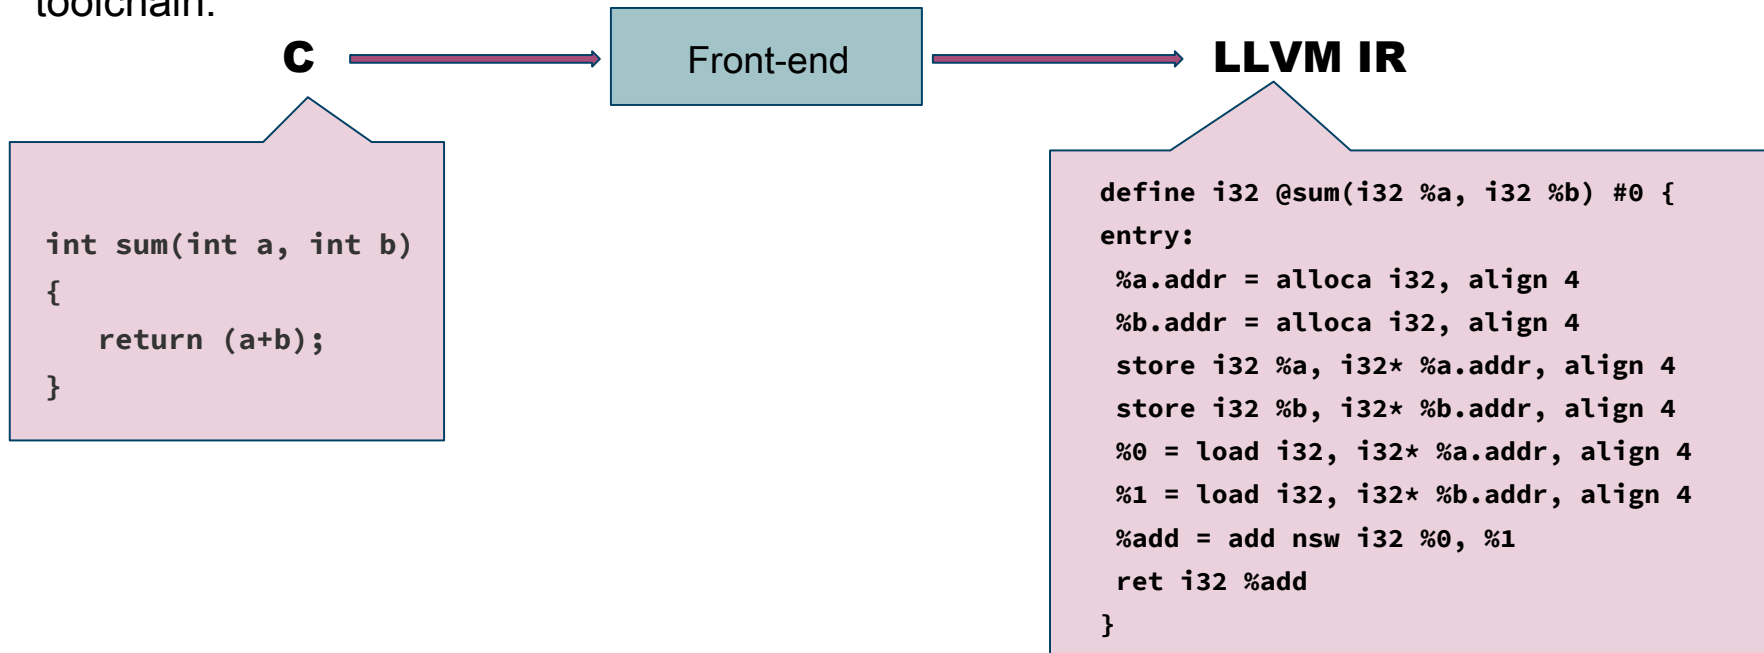 toolchain.
C
Front-end
LLVM IR
int sum(int a, int b)
{
return (a+b);
}
define i32 @sum(i32 %a, i32 %b) #0 {
entry:
%a.addr = alloca i32, align 4
%b.addr = alloca i32, align 4
store i32 %a, i32* %a.addr, align 4
store i32 %b, i32* %b.addr, align 4
%0 = load i32, i32* %a.addr, align 4
%1 = load i32, i32* %b.addr, align 4
%add = add nsw i32 %0, %1
ret i32 %add
}